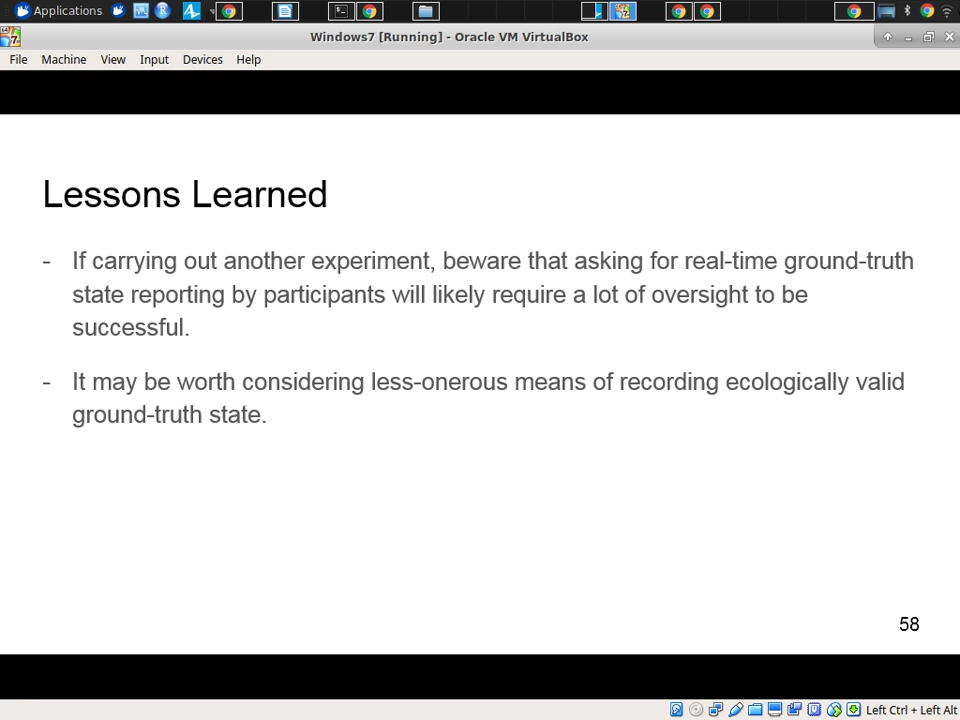 Applications
Windows7 [Running] - Oracle VM VirtualBox
File Machine View Input Devices Help
Lessons Learned
- If carrying out another experiment, beware that asking for real-time ground-truth
state reporting by participants will likely require a lot of oversight to be
successful.
- It may be worth considering less-onerous means of recording ecologically valid
ground-truth state.
58
Left Ctrl + Left Alt